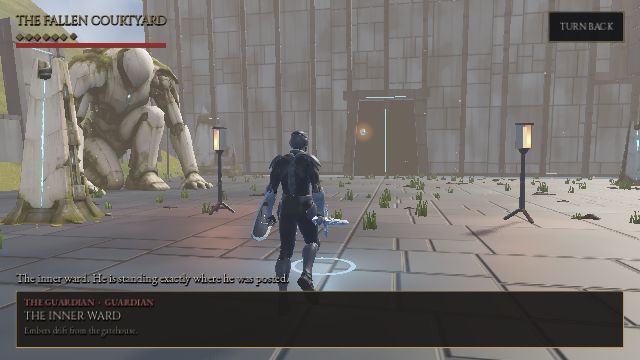 THE FALLEN COURTYARD
TURN BACK
The inner ward. He is standing exactly where he was posted.
THE GUARDIAN · GUARDIAN
THE INNER WARD
Embers drift from the gatehouse.